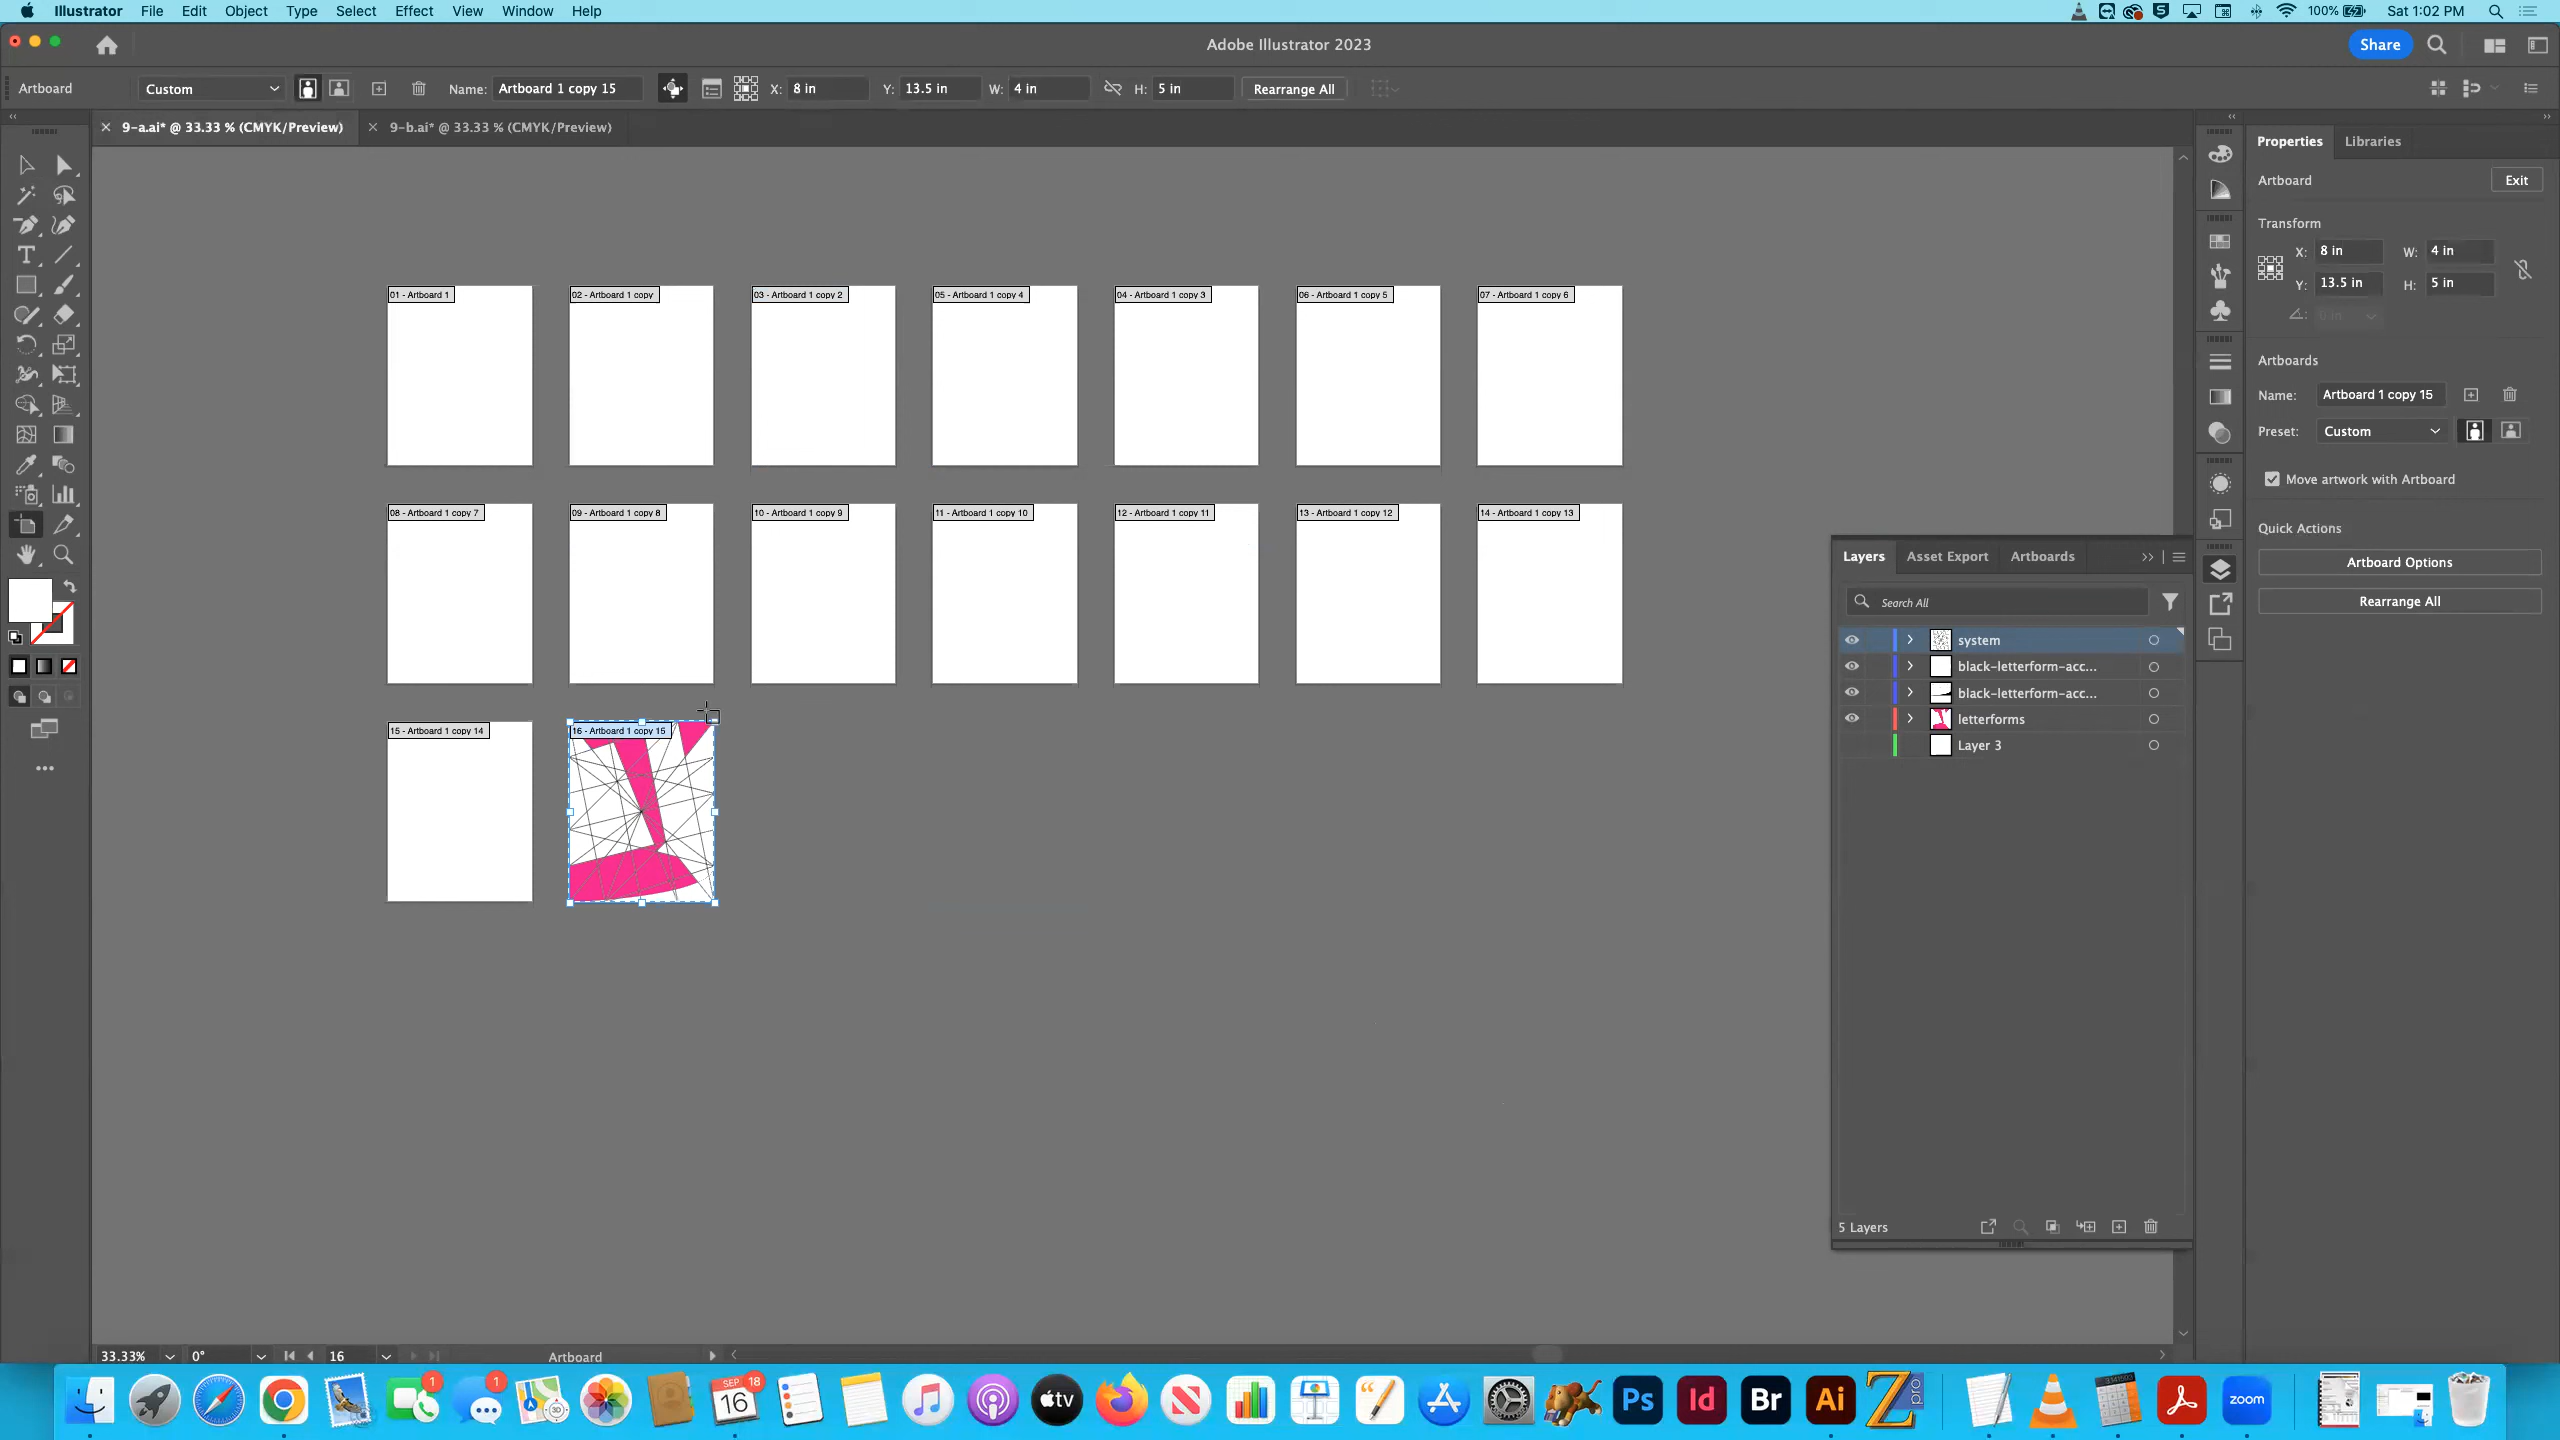 Illustrator File Edit Object Type Select Effect View Window Help
100% Sat 1:02 PM
Adobe Illustrator 2023
Share
Artboard Custom Name: Artboard 1 copy 15 X: 8 in Y: 13.5 in W: 4 in H: 5 in Rearrange All
9-a.ai* @ 33.33 % (CMYK/Preview) 9-b.ai* @ 33.33 % (CMYK/Preview)
01 - Artboard 1
02 - Artboard 1 copy
03 - Artboard 1 copy 2
05 - Artboard 1 copy 4
04 - Artboard 1 copy 3
06 - Artboard 1 copy 5
07 - Artboard 1 copy 6
08 - Artboard 1 copy 7
09 - Artboard 1 copy 8
10 - Artboard 1 copy 9
11 - Artboard 1 copy 10
12 - Artboard 1 copy 11
13 - Artboard 1 copy 12
14 - Artboard 1 copy 13
15 - Artboard 1 copy 14
16 - Artboard 1 copy 15
Layers Asset Export Artboards
Search All
system
black-letterform-acc...
black-letterform-acc...
letterforms
Layer 3
5 Layers
Properties Libraries
Artboard Exit
Transform
X: 8 in W: 4 in
Y: 13.5 in H: 5 in
0 in
Artboards
Name: Artboard 1 copy 15
Preset: Custom
Move artwork with Artboard
Quick Actions
Artboard Options
Rearrange All
33.33% 0° 16 Artboard
1
1
SEP 18
16
tv
Ps
Id
Br
Ai
Z pro
zoom